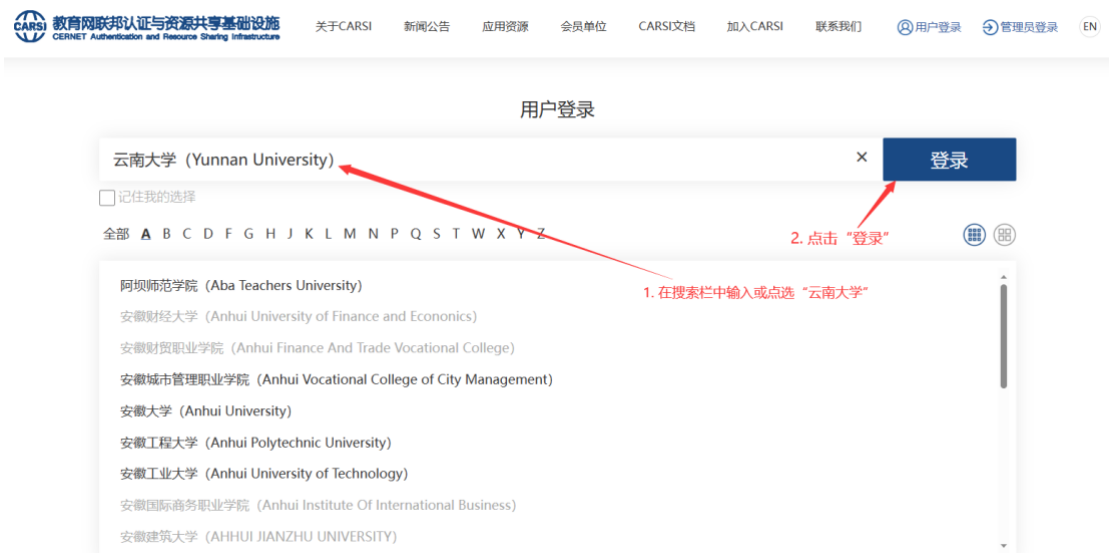 CARSI 教育网联邦认证与资源共享基础设施
CERNET Authentication and Resource Sharing Infrastructure
关于CARSI 新闻公告 应用资源 会员单位 CARSI文档 加入CARSI 联系我们 用户登录 管理员登录 EN
用户登录
云南大学（Yunnan University） × 登录
记住我的选择
全部 A B C D F G H J K L M N P Q S T W X Y Z
2. 点击“登录”
1. 在搜索栏中输入或点选“云南大学”
阿坝师范学院（Aba Teachers University）
安徽财经大学（Anhui University of Finance and Econonics）
安徽财贸职业学院（Anhui Finance And Trade Vocational College）
安徽城市管理职业学院（Anhui Vocational College of City Management）
安徽大学（Anhui University）
安徽工程大学（Anhui Polytechnic University）
安徽工业大学（Anhui University of Technology）
安徽国际商务职业学院（Anhui Institute Of International Business）
安徽建筑大学（AHHUI JIANZHU UNIVERSITY）